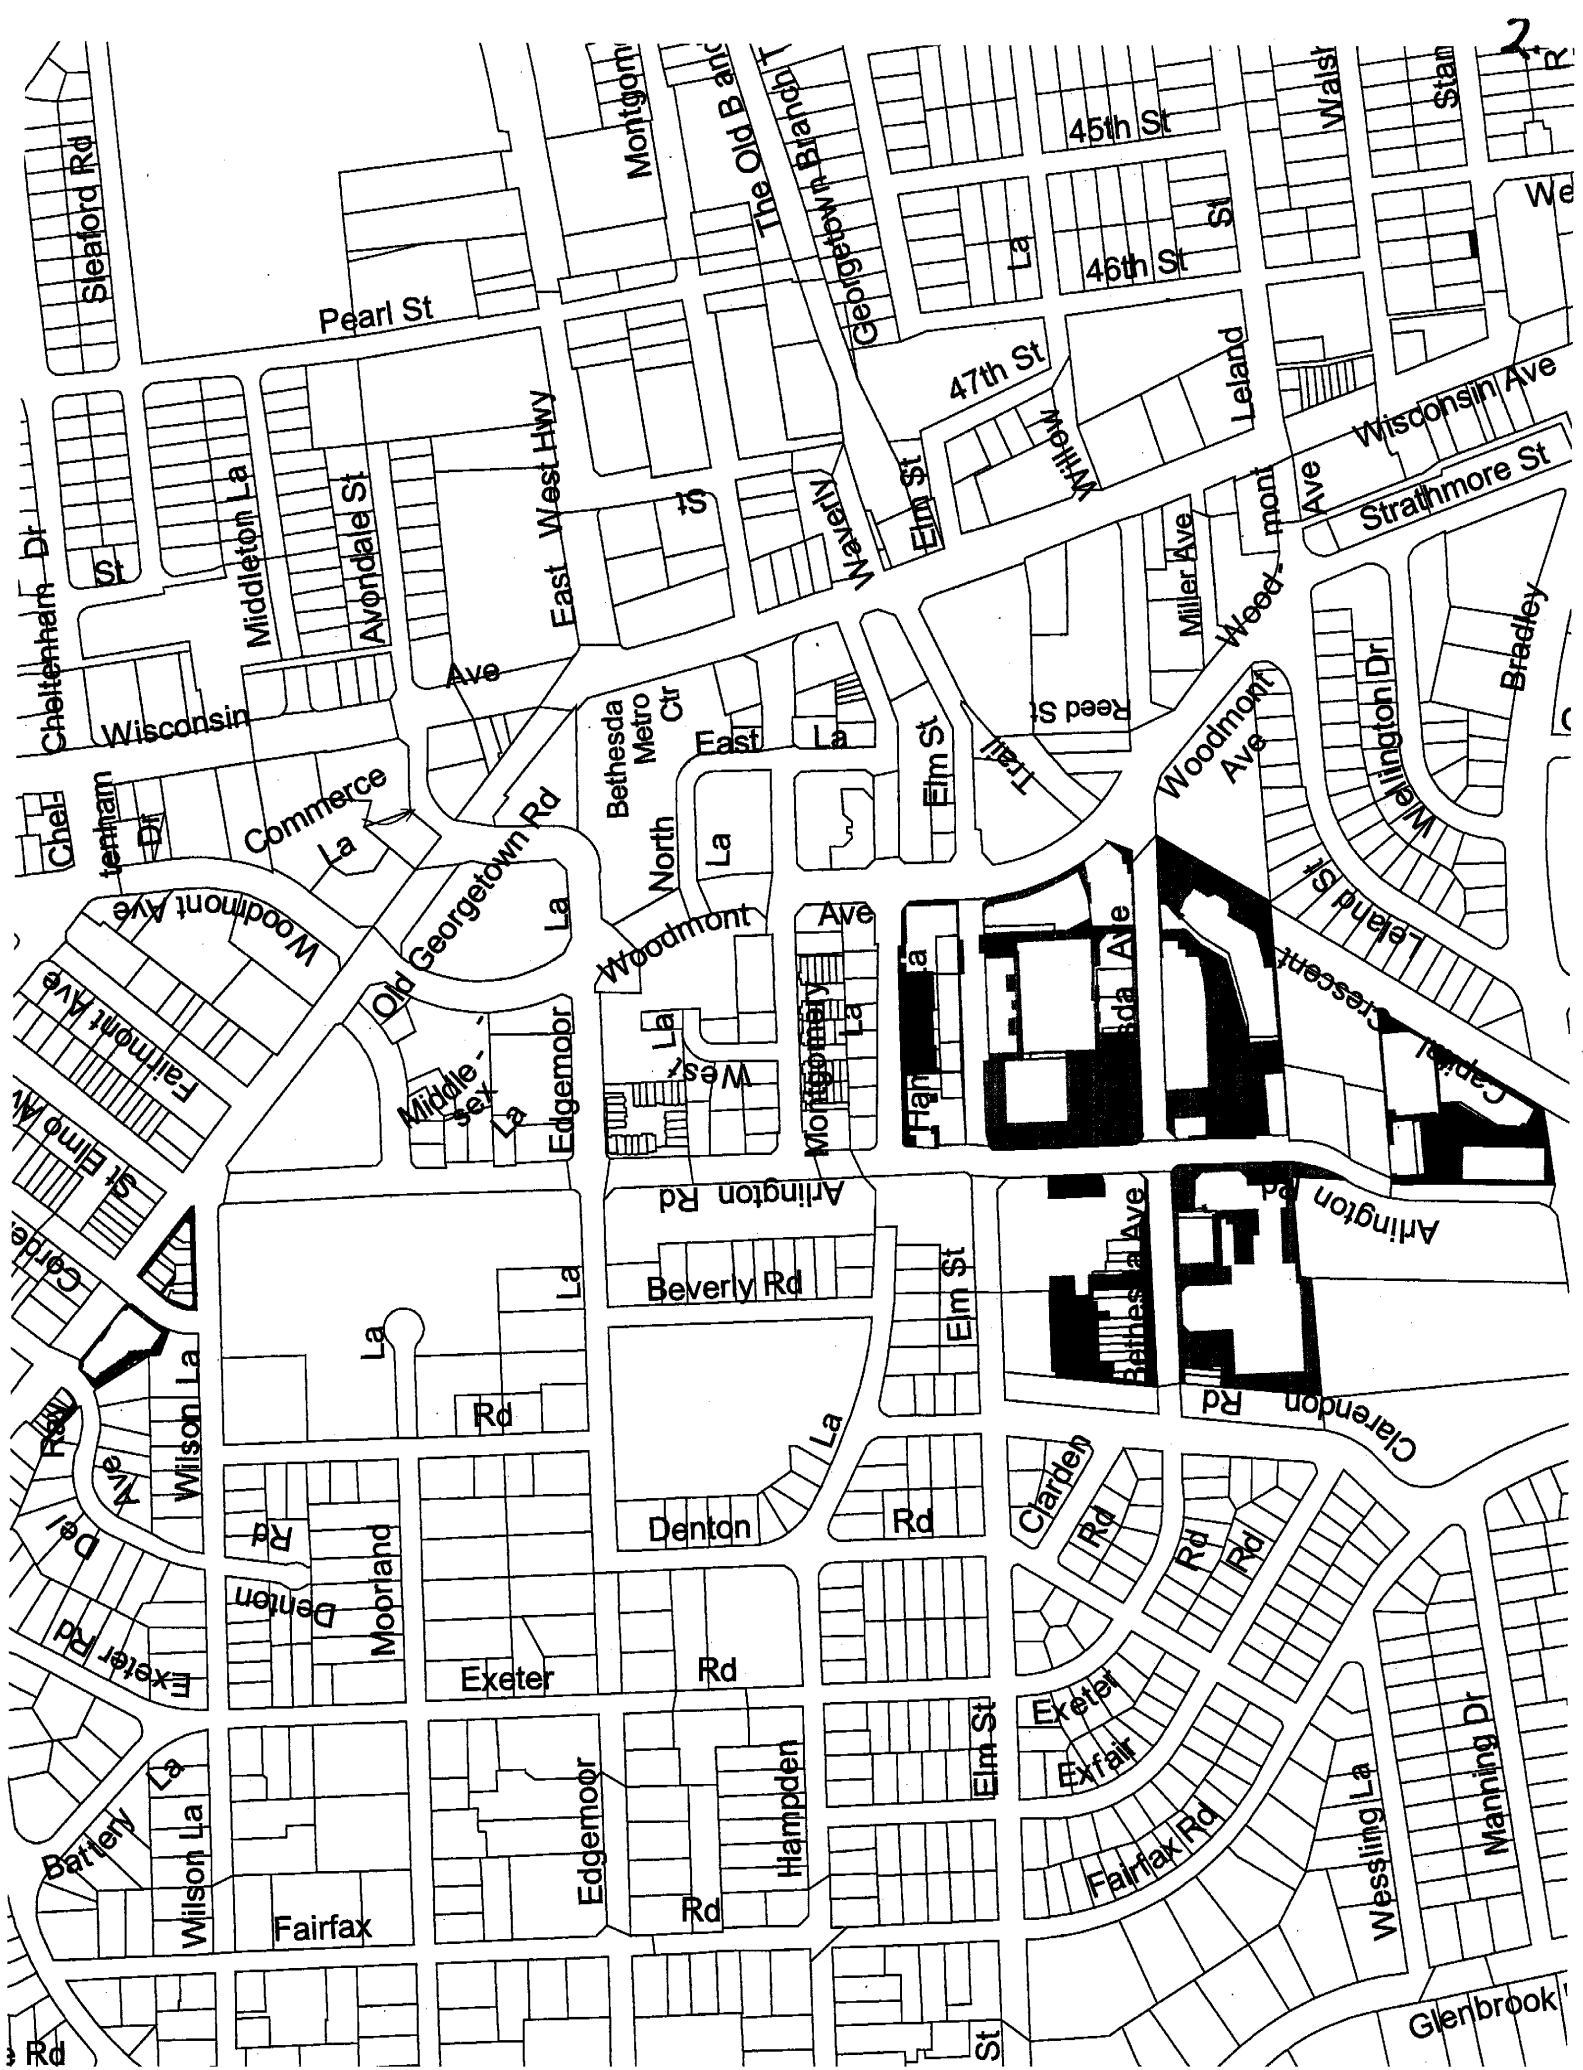 2.
R
Montgom
The Old B and
Georgetown Branch T
45th St
Walsh
Stan
Sleaford Rd
We
La
St
46th St
Pearl St
47th St
Leland
Willow
Wisconsin Ave
Strathmore St
East West Hwy
St
Waverly
Elm St
Miller Ave
mont
Ave
Wood-
Cheltenham Dr
St
Middleton La
Avondale St
Ave
Wisconsin
Bethesda
Metro
Ctr
East La
Elm St
Trail
Reed St
Woodmont
Ave
Wellington Dr
Bradley
Chel-
tenham
Dr
Commerce
La
Old Georgetown Rd
North
La
Leland St
Woodmont Ave
Woodmont
La
Woodmont
Ave
Crescent
Capital
Fairmont Ave
Fairmont
Middle-
sex
La
Edgemoor
La
West
Montgomery
La
Ham
La
sda Ave
St Elmo Av
Arlington Rd
Rd
Arlington
Beverly Rd
La
Elm St
Bethesda Ave
La
Wilson La
Rd
Rd
Clarendon
Del
Ave
Rd
Denton
Moorland
Denton
La
Rd
Clarden
Rd
Rd
Rd
Exeter Rd
Exeter
Exeter
Rd
Elm St
Exeter
Exfair
Fairfax Rd
Wessling La
Manning Dr
Battery
La
Wilson La
Fairfax
Edgemoor
Rd
Hampden
Glenbrook
St
Rd